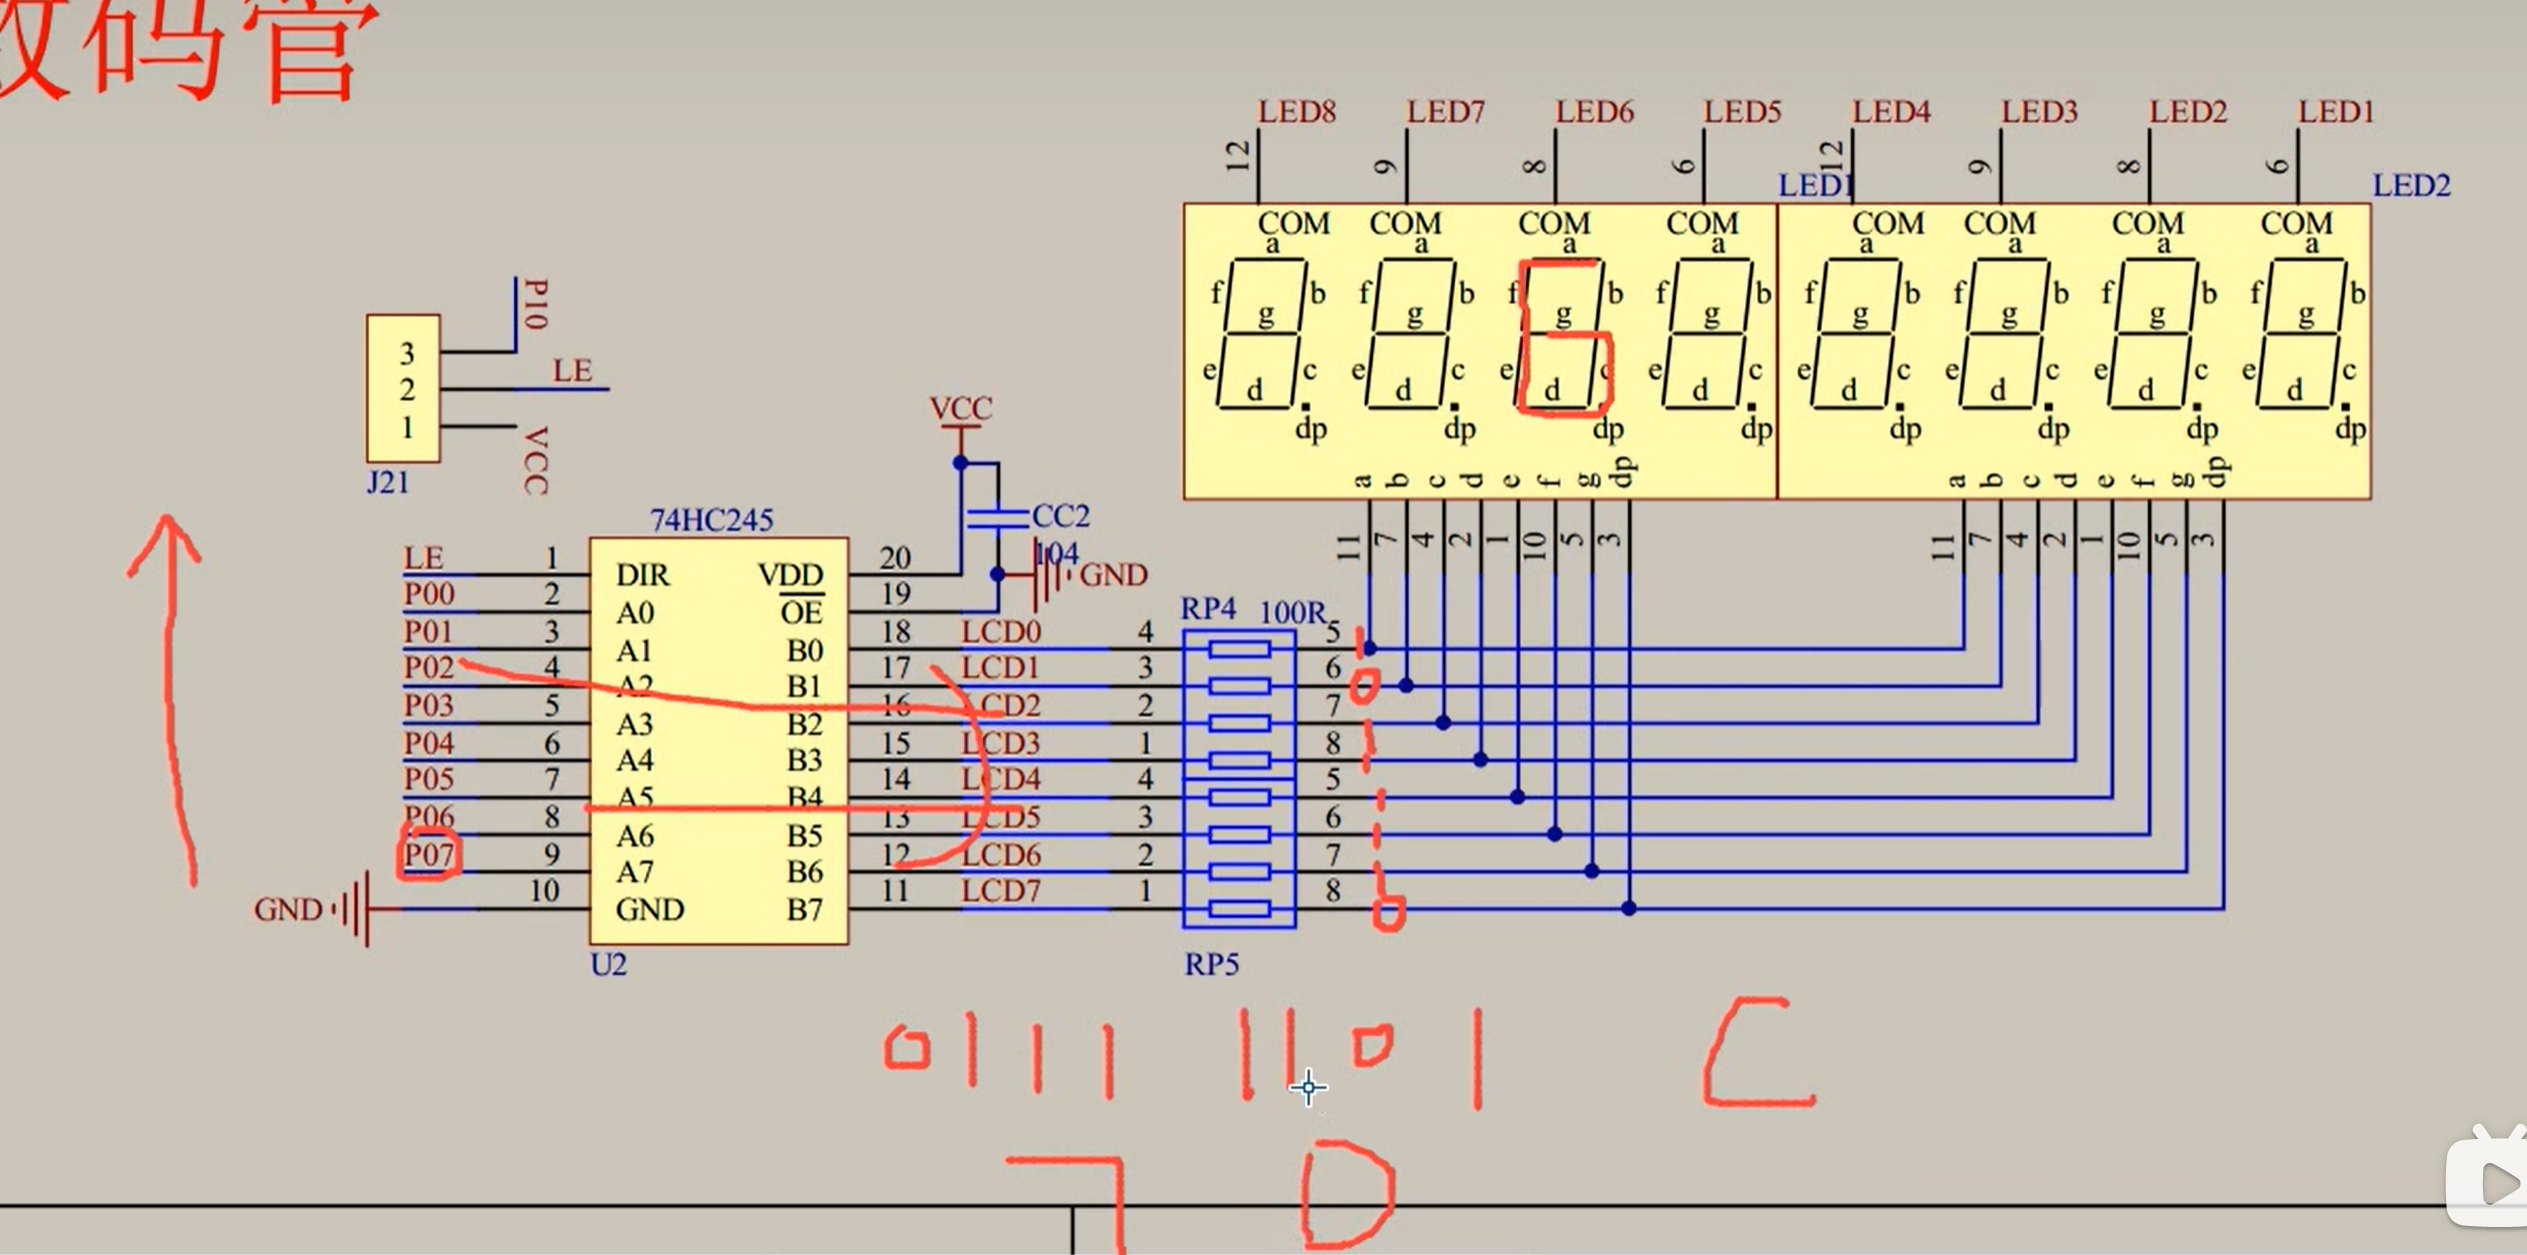 数码管
LED8 LED7 LED6 LED5 LED4 LED3 LED2 LED1
12 9 8 6 12 9 8 6
LED1 LED2
COM COM COM COM COM COM COM COM
a a a a a a a a
f b f b f b f b f b f b f b f b
g g g g g g g g
e c e c e c e c e c e c e c e c
d d d d d d d d
dp dp dp dp dp dp dp dp
a b c d e f g dp a b c d e f g dp
11 7 4 2 1 10 5 3 11 7 4 2 1 10 5 3
P10
3
2 LE
1 VCC
J21
VCC
CC2
104
GND
74HC245
LE 1 DIR VDD 20
P00 2 A0 OE 19
P01 3 A1 B0 18 LCD0 4 5 1
P02 4 A2 B1 17 LCD1 3 6 0
P03 5 A3 B2 16 LCD2 2 7 1
P04 6 A4 B3 15 LCD3 1 8 1
P05 7 A5 B4 14 LCD4 4 5 1
P06 8 A6 B5 13 LCD5 3 6 1
P07 9 A7 B6 12 LCD6 2 7 1
GND 10 GND B7 11 LCD7 1 8 0
RP4 100R
U2 RP5
0111 1101 C
7 D